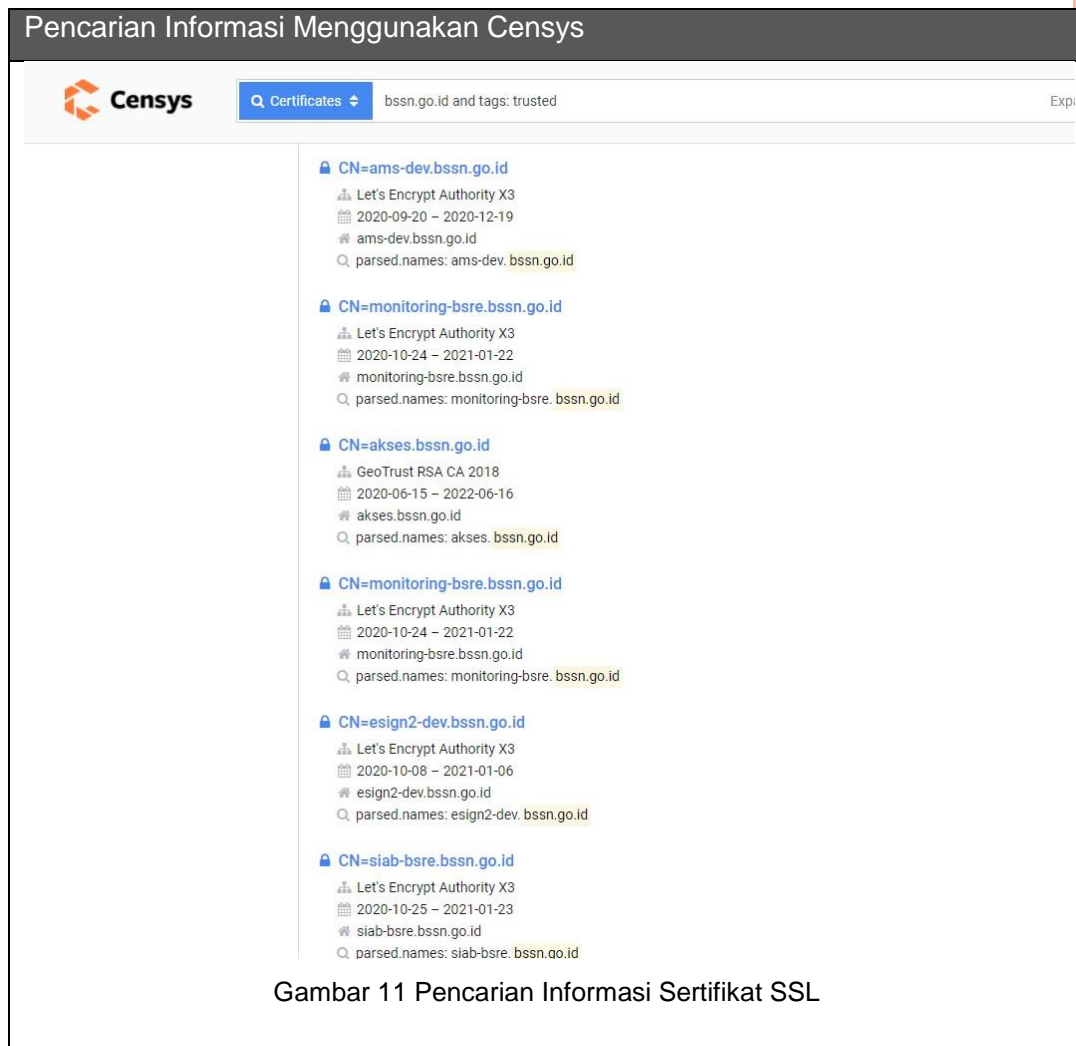 Pencarian Informasi Menggunakan Censys
Censys
Certificates
bssn.go.id and tags: trusted
CN=ams-dev.bssn.go.id
Let's Encrypt Authority X3
2020-09-20 – 2020-12-19
ams-dev.bssn.go.id
parsed.names: ams-dev. bssn.go.id
CN=monitoring-bsre.bssn.go.id
Let's Encrypt Authority X3
2020-10-24 – 2021-01-22
monitoring-bsre.bssn.go.id
parsed.names: monitoring-bsre. bssn.go.id
CN=akses.bssn.go.id
GeoTrust RSA CA 2018
2020-06-15 – 2022-06-16
akses.bssn.go.id
parsed.names: akses. bssn.go.id
CN=monitoring-bsre.bssn.go.id
Let's Encrypt Authority X3
2020-10-24 – 2021-01-22
monitoring-bsre.bssn.go.id
parsed.names: monitoring-bsre. bssn.go.id
CN=esign2-dev.bssn.go.id
Let's Encrypt Authority X3
2020-10-08 – 2021-01-06
esign2-dev.bssn.go.id
parsed.names: esign2-dev. bssn.go.id
CN=siab-bsre.bssn.go.id
Let's Encrypt Authority X3
2020-10-25 – 2021-01-23
siab-bsre.bssn.go.id
parsed.names: siab-bsre. bssn.go.id
Gambar 11 Pencarian Informasi Sertifikat SSL